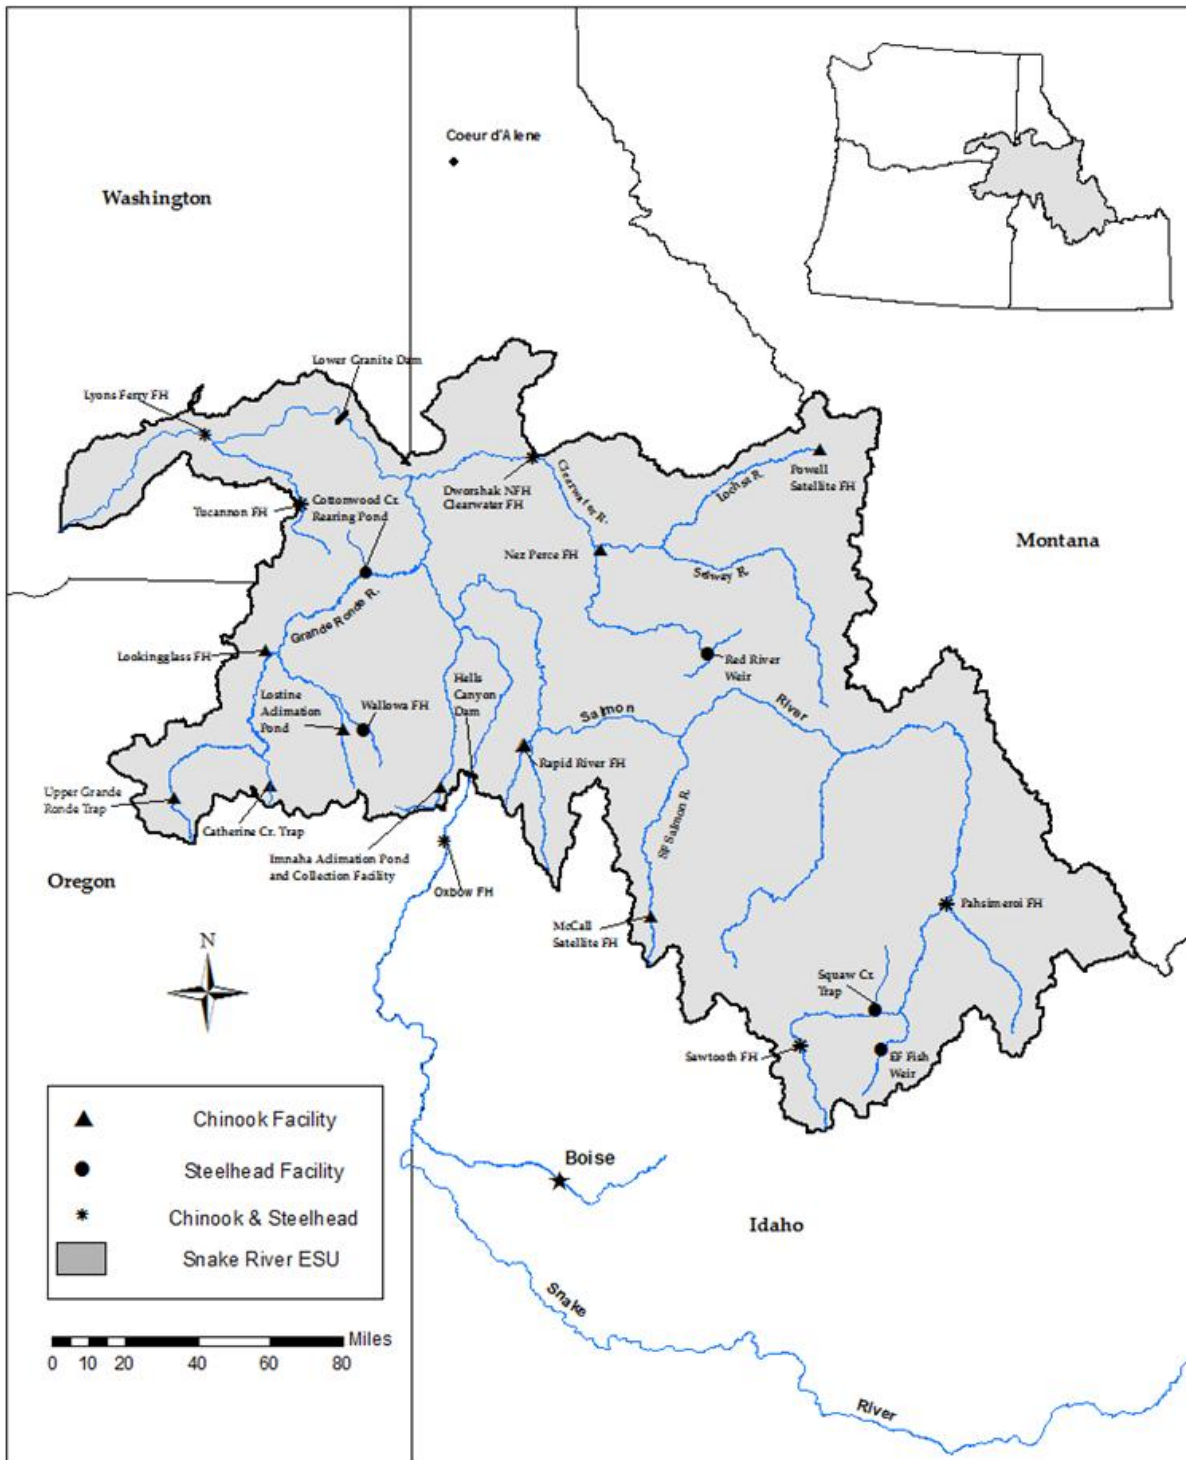 Coeur d'Alene
Washington
Lower Granite Dam
Lyons Ferry FH
Powell
Satellite FH
Lochsa R.
Clearwater R.
Dworshak NFH
Clearwater FH
Cottonwood Cr.
Rearing Pond
Tucannon FH
Montana
Nez Perce FH
Selway R.
Grande Ronde R.
Lookingglass FH
Red River
Weir
Hells
Canyon
Dam
Lostine
Aclimation
Pond
Wallowa FH
Salmon
River
Rapid River FH
Upper Grande
Ronde Trap
Catherine Cr. Trap
SF Salmon R.
Imnaha Aclimation Pond
and Collection Facility
Oregon
Oxbow FH
Pahsimeroi FH
McCall
Satellite FH
N
Squaw Cr.
Trap
Sawtooth FH
EF Fish
Weir
Chinook Facility
Steelhead Facility
Chinook & Steelhead
Snake River ESU
Boise
Idaho
Snake
River
Miles
0 10 20 40 60 80